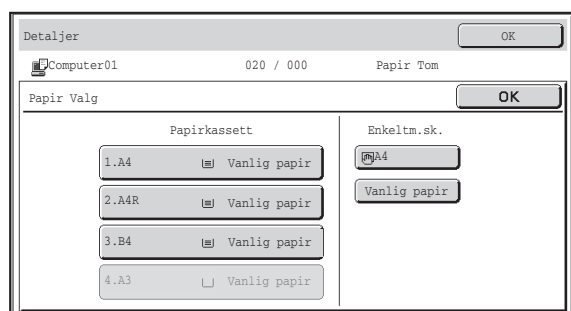 Detaljer OK
Computer01 020 / 000 Papir Tom
Papir Valg OK
Papirkassett Enkeltm.sk.
1.A4 Vanlig papir A4
2.A4R Vanlig papir Vanlig papir
3.B4 Vanlig papir
4.A3 Vanlig papir